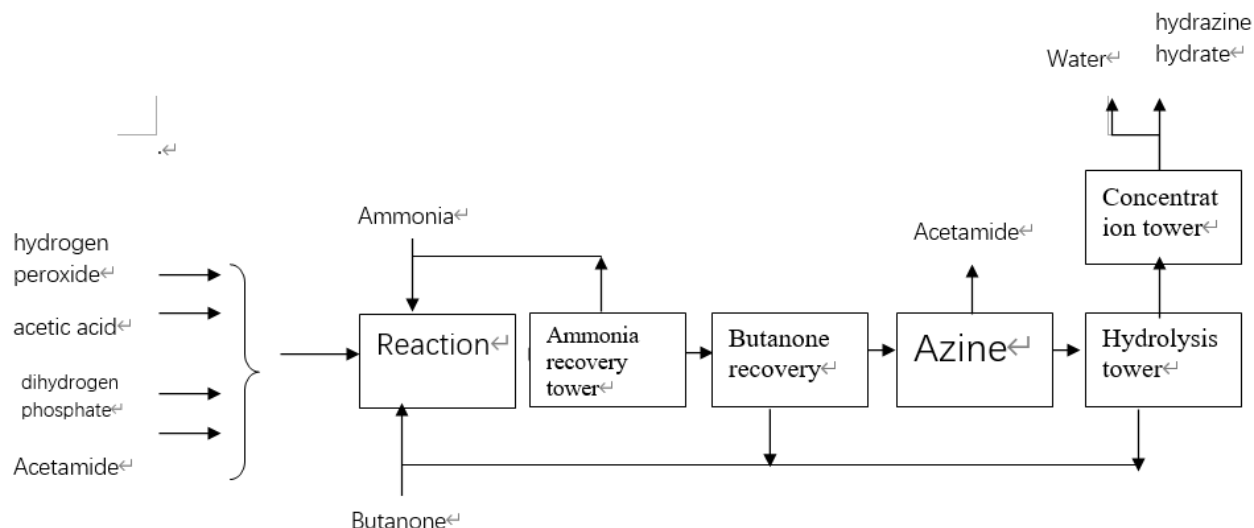 hydrazine
hydrate↵
Water↵
.↵
Concentrat
ion tower↵
Ammonia↵
Acetamide↵
hydrogen
peroxide↵
acetic acid↵
dihydrogen
phosphate↵
Acetamide↵
Reaction↵
Ammonia
recovery
tower↵
Butanone
recovery↵
Azine↵
Hydrolysis
tower↵
Butanone↵